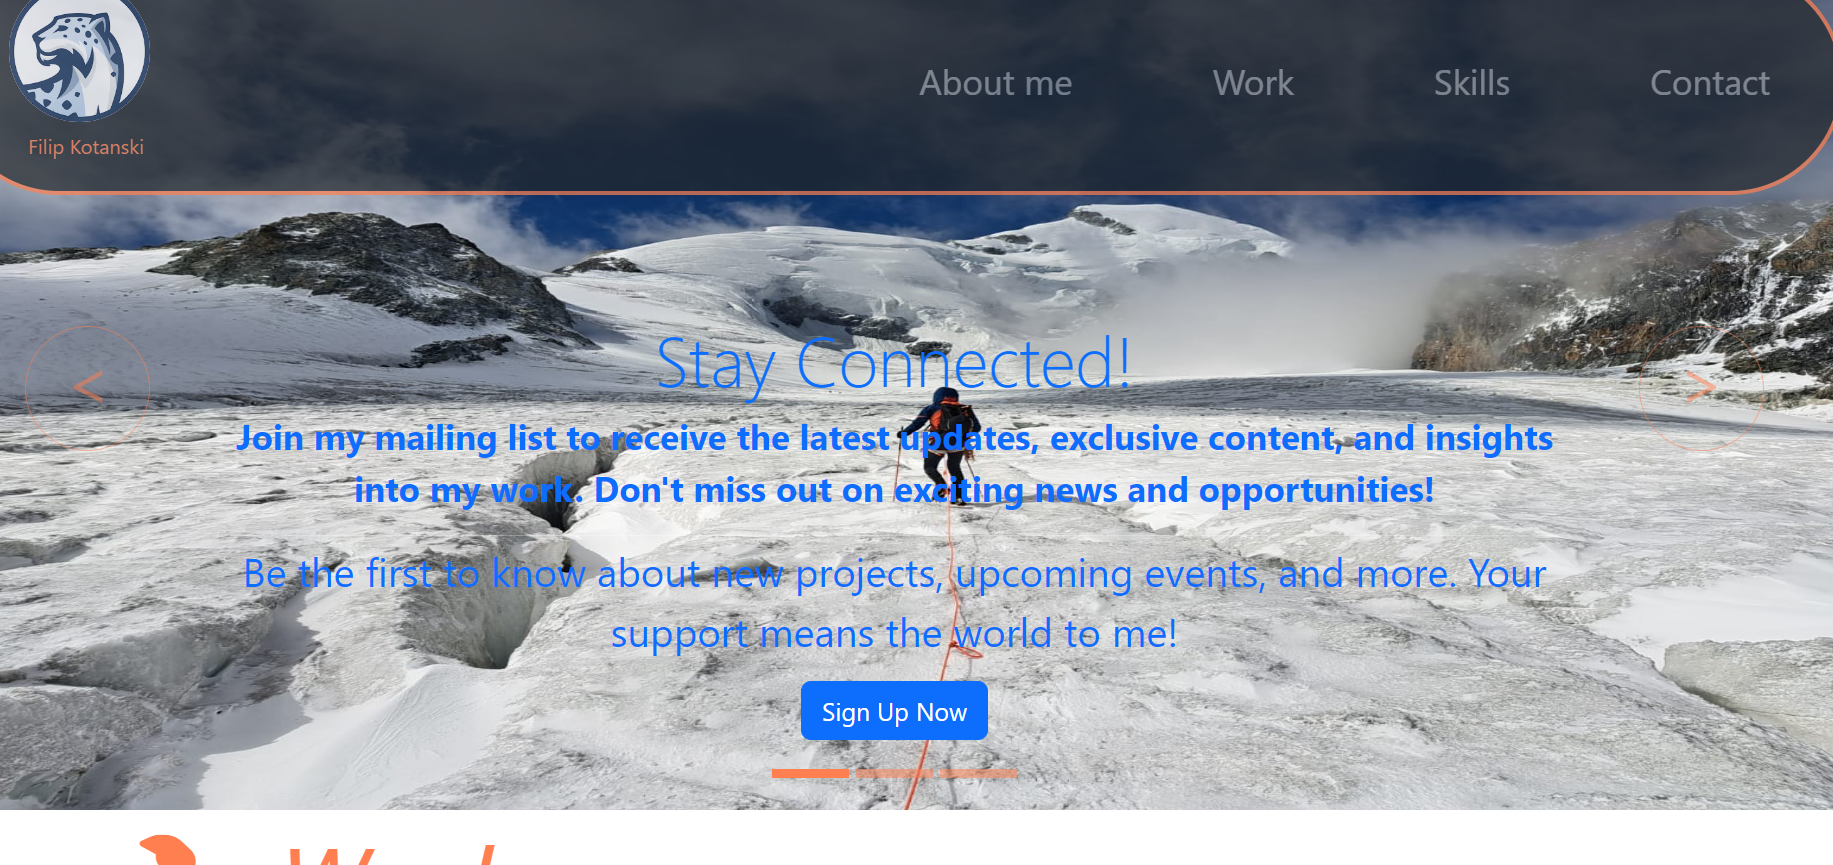 About me
Work
Skills
Contact
Filip Kotanski
Stay Connected!
<
>
Join my mailing list to receive the latest updates, exclusive content, and insights
into my work. Don't miss out on exciting news and opportunities!
Be the first to know about new projects, upcoming events, and more. Your
support means the world to me!
Sign Up Now